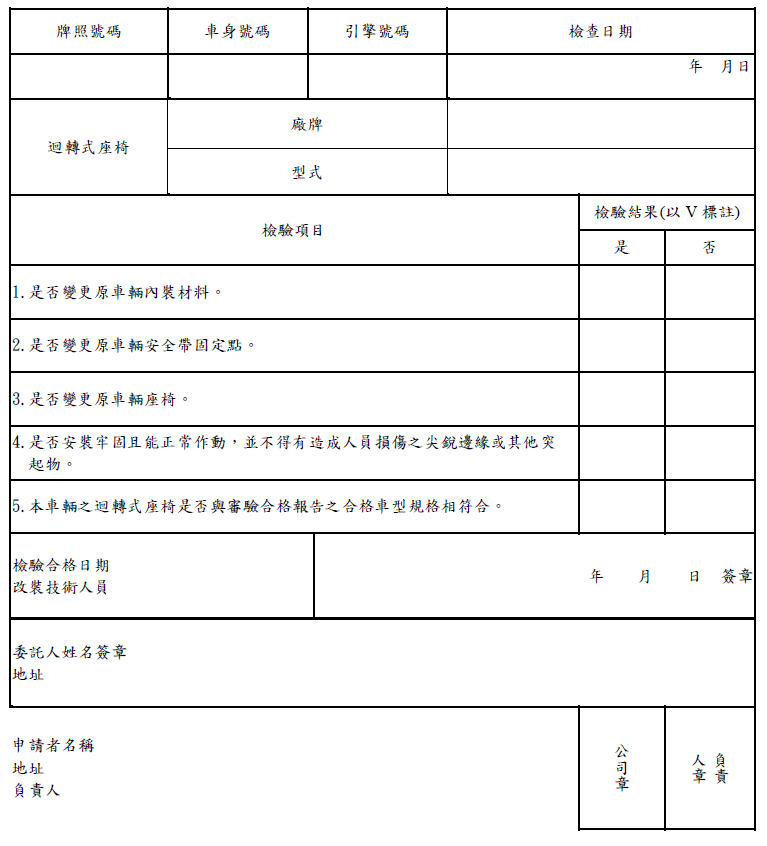 牌照號碼 車身號碼 引擎號碼 檢查日期
年 月日
迴轉式座椅
廠牌
型式
檢驗項目
檢驗結果(以 V 標註)
是 否
1.是否變更原車輛內裝材料。
2.是否變更原車輛安全帶固定點。
3.是否變更原車輛座椅。
4.是否安裝牢固且能正常作動，並不得有造成人員損傷之尖銳邊緣或其他突
起物。
5.本車輛之迴轉式座椅是否與審驗合格報告之合格車型規格相符合。
檢驗合格日期
改裝技術人員
年 月 日 簽章
委託人姓名簽章
地址
申請者名稱
地址
負責人
公司章
負責
人章